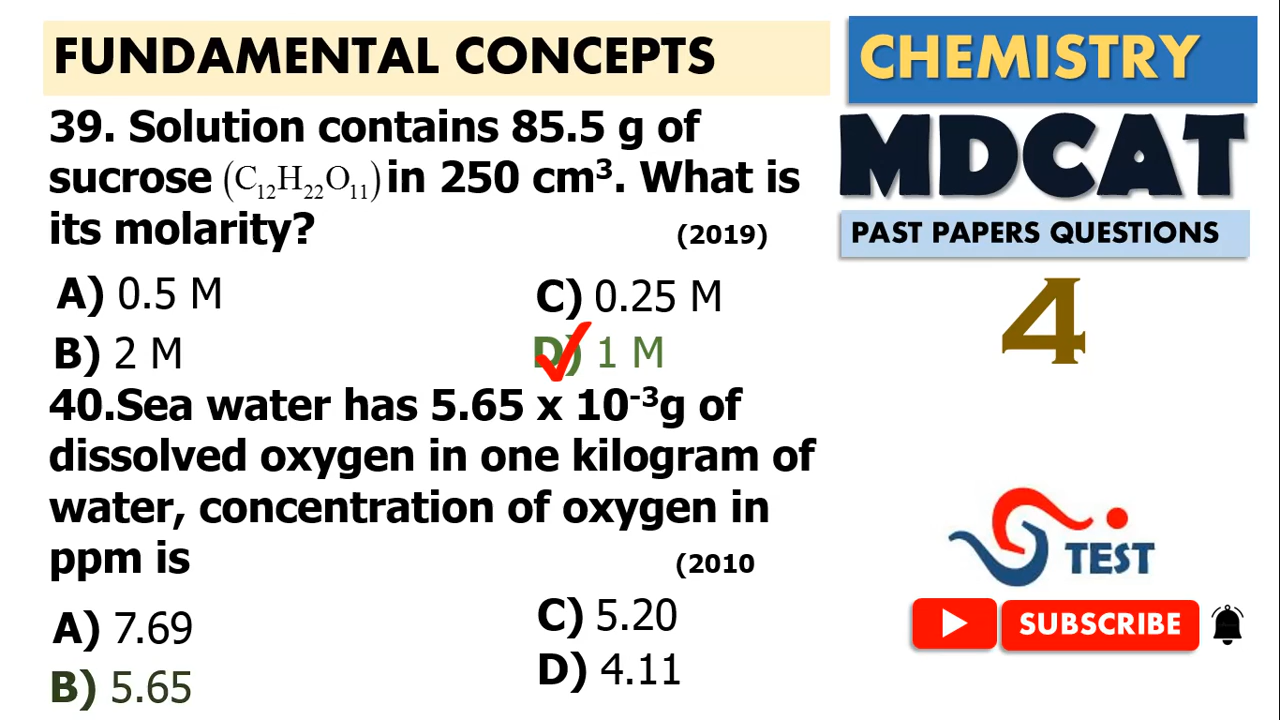 FUNDAMENTAL CONCEPTS
39. Solution contains 85.5 g of
sucrose (C₁₂H₂₂O₁₁) in 250 cm³. What is
its molarity? (2019)
A) 0.5 M C) 0.25 M
B) 2 M D) 1 M
40.Sea water has 5.65 x 10⁻³g of
dissolved oxygen in one kilogram of
water, concentration of oxygen in
ppm is (2010
A) 7.69 C) 5.20
B) 5.65 D) 4.11
CHEMISTRY
MDCAT
PAST PAPERS QUESTIONS
4
TEST
SUBSCRIBE